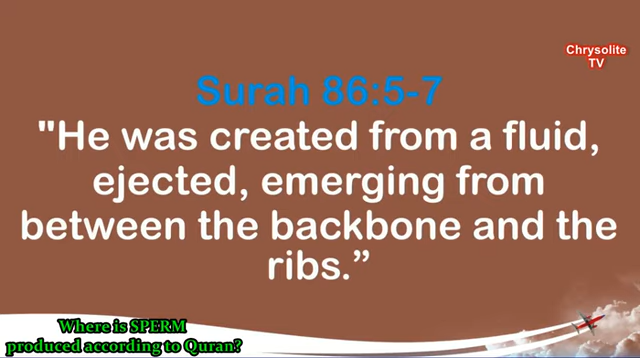 Chrysolite
TV
Surah 86:5-7
"He was created from a fluid,
ejected, emerging from
between the backbone and the
ribs.”
Where is SPERM
produced according to Quran?